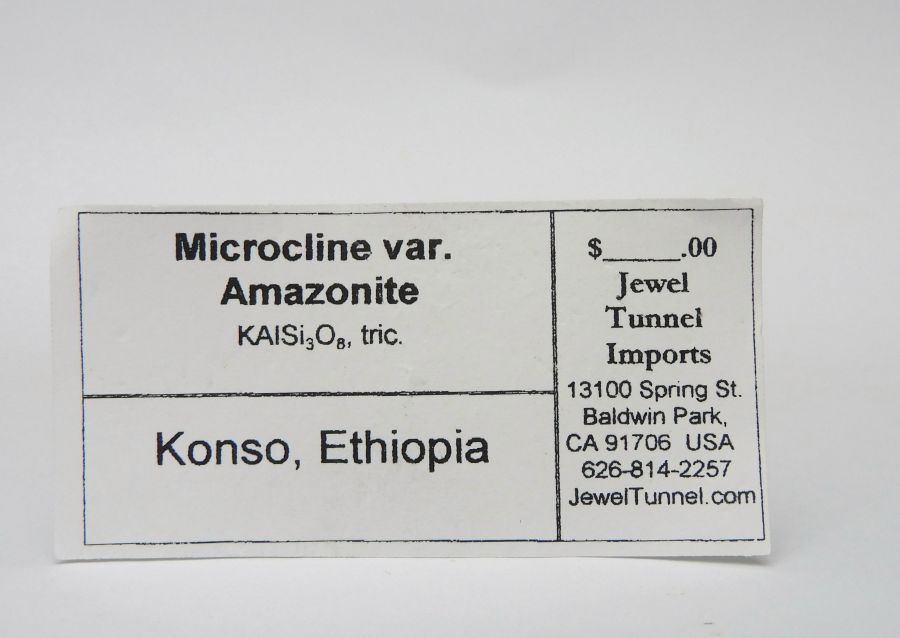 Microcline var.
Amazonite
KAlSi₃O₈, tric.
Konso, Ethiopia
$_____.00
Jewel
Tunnel
Imports
13100 Spring St.
Baldwin Park,
CA 91706 USA
626-814-2257
JewelTunnel.com